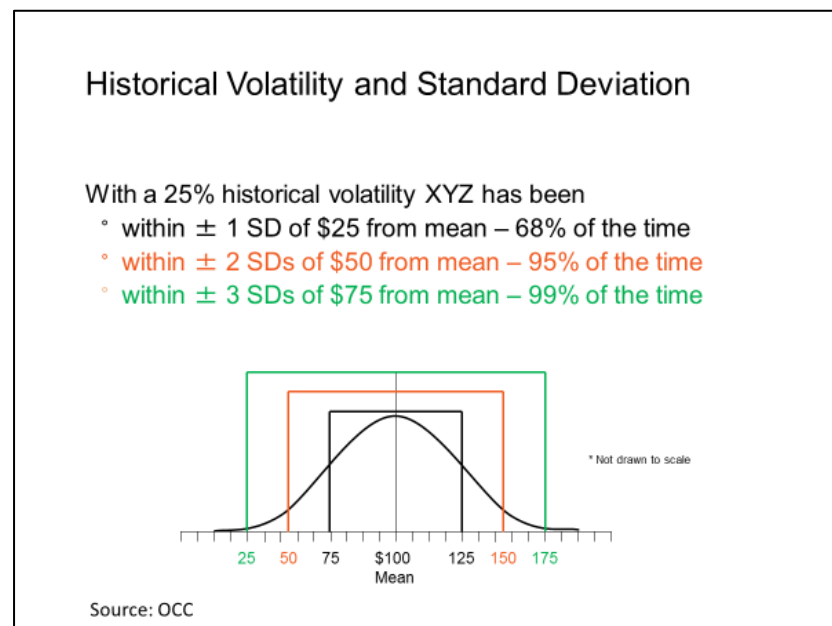 Historical Volatility and Standard Deviation
With a 25% historical volatility XYZ has been
° within ± 1 SD of $25 from mean – 68% of the time
° within ± 2 SDs of $50 from mean – 95% of the time
° within ± 3 SDs of $75 from mean – 99% of the time
* Not drawn to scale
25 50 75 $100 125 150 175
Mean
Source: OCC